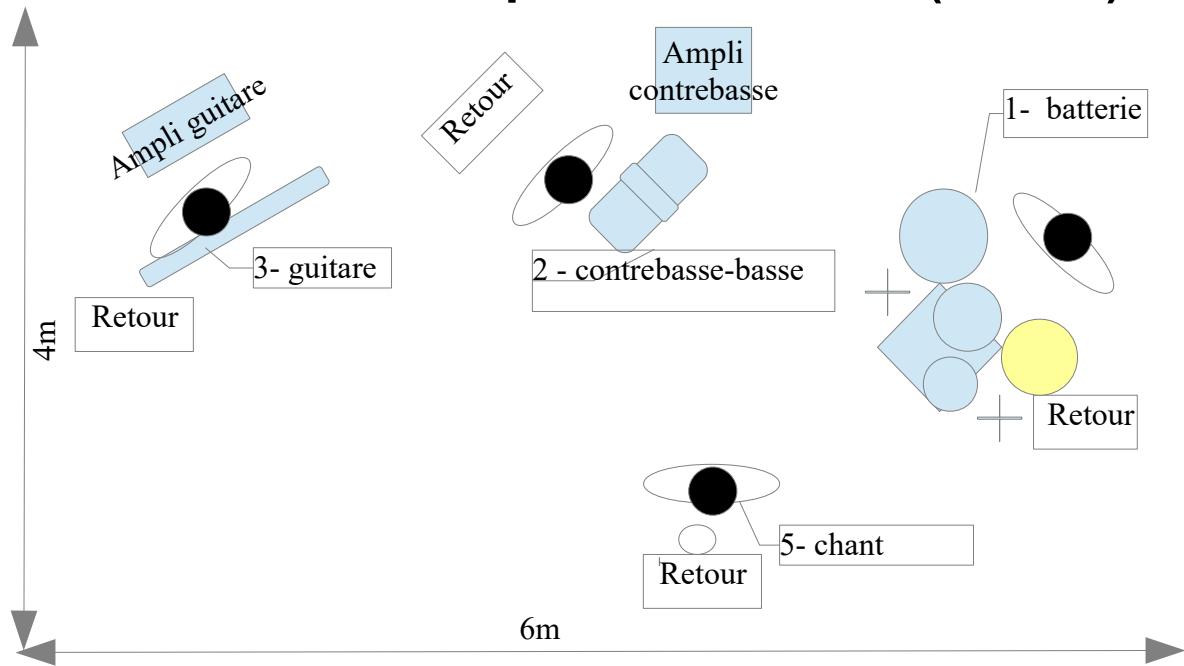 Ampli
contrebasse
Ampli guitare
Retour
1- batterie
3- guitare
2 - contrebasse-basse
Retour
4m
Retour
5- chant
Retour
6m